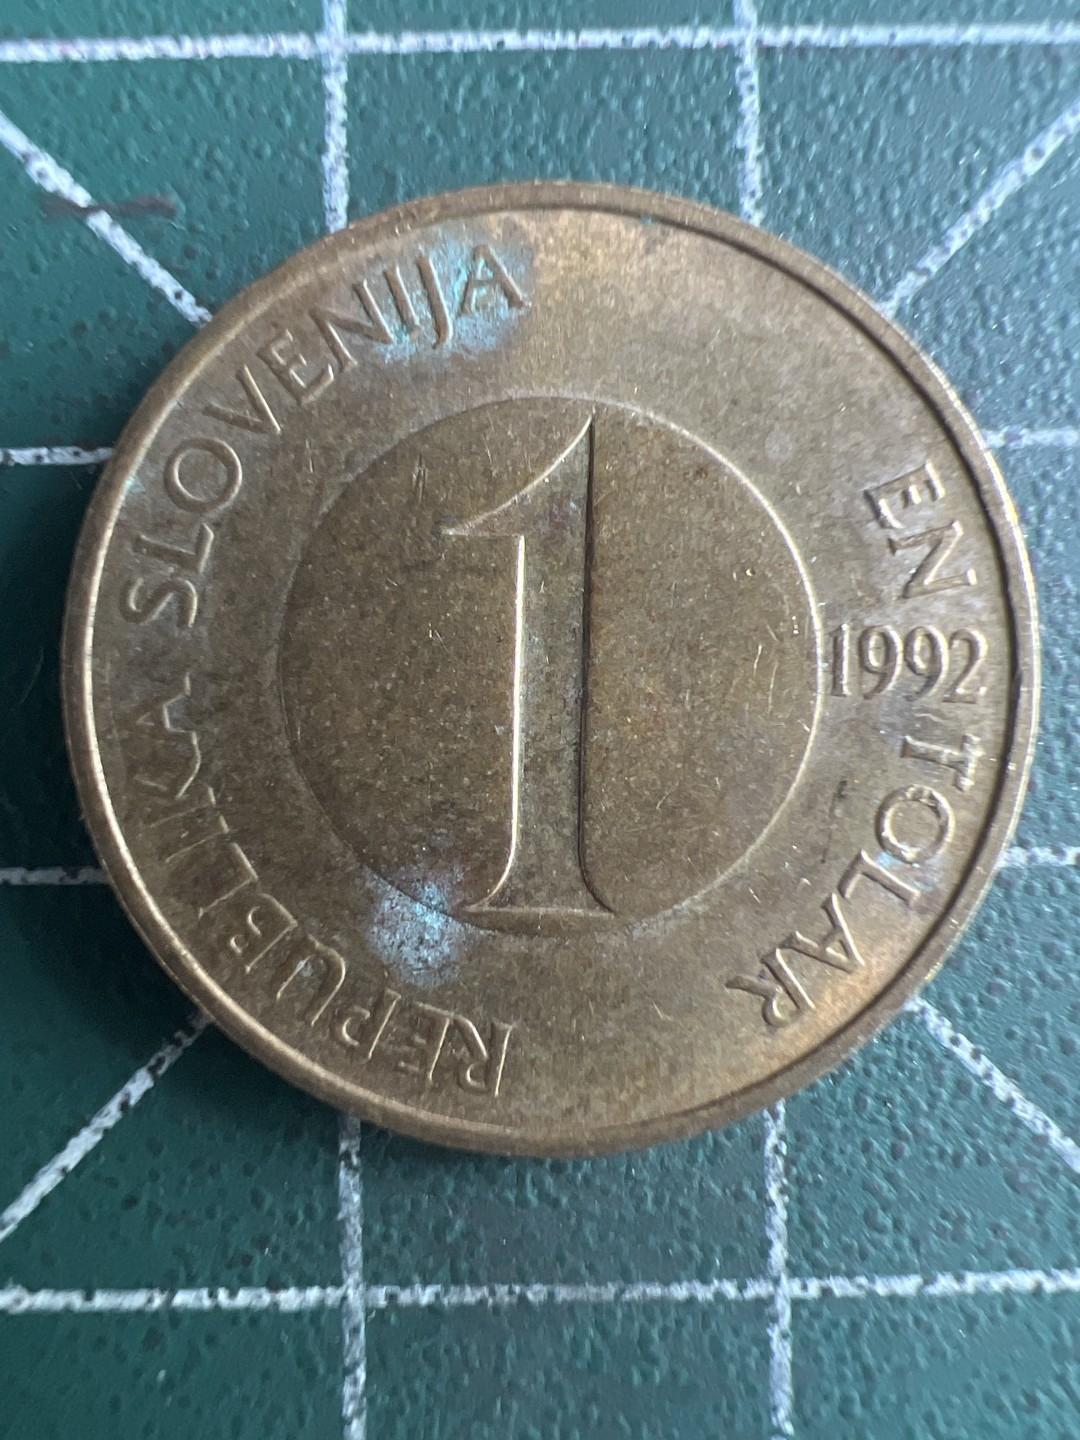 REPUBLIKA SLOVENIJA
1
EN TOLAR
1992